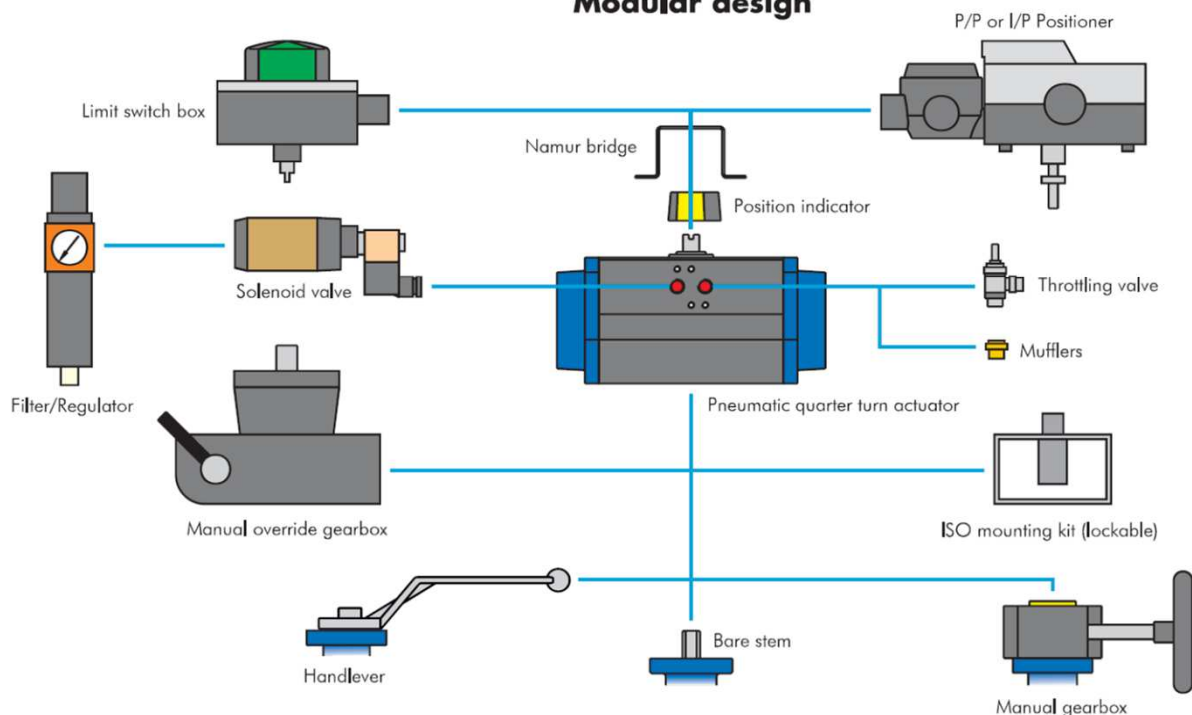 Modular design
P/P or I/P Positioner
Limit switch box
Namur bridge
Position indicator
Solenoid valve
Throttling valve
Mufflers
Filter/Regulator
Pneumatic quarter turn actuator
Manual override gearbox
ISO mounting kit (lockable)
Bare stem
Handlever
Manual gearbox